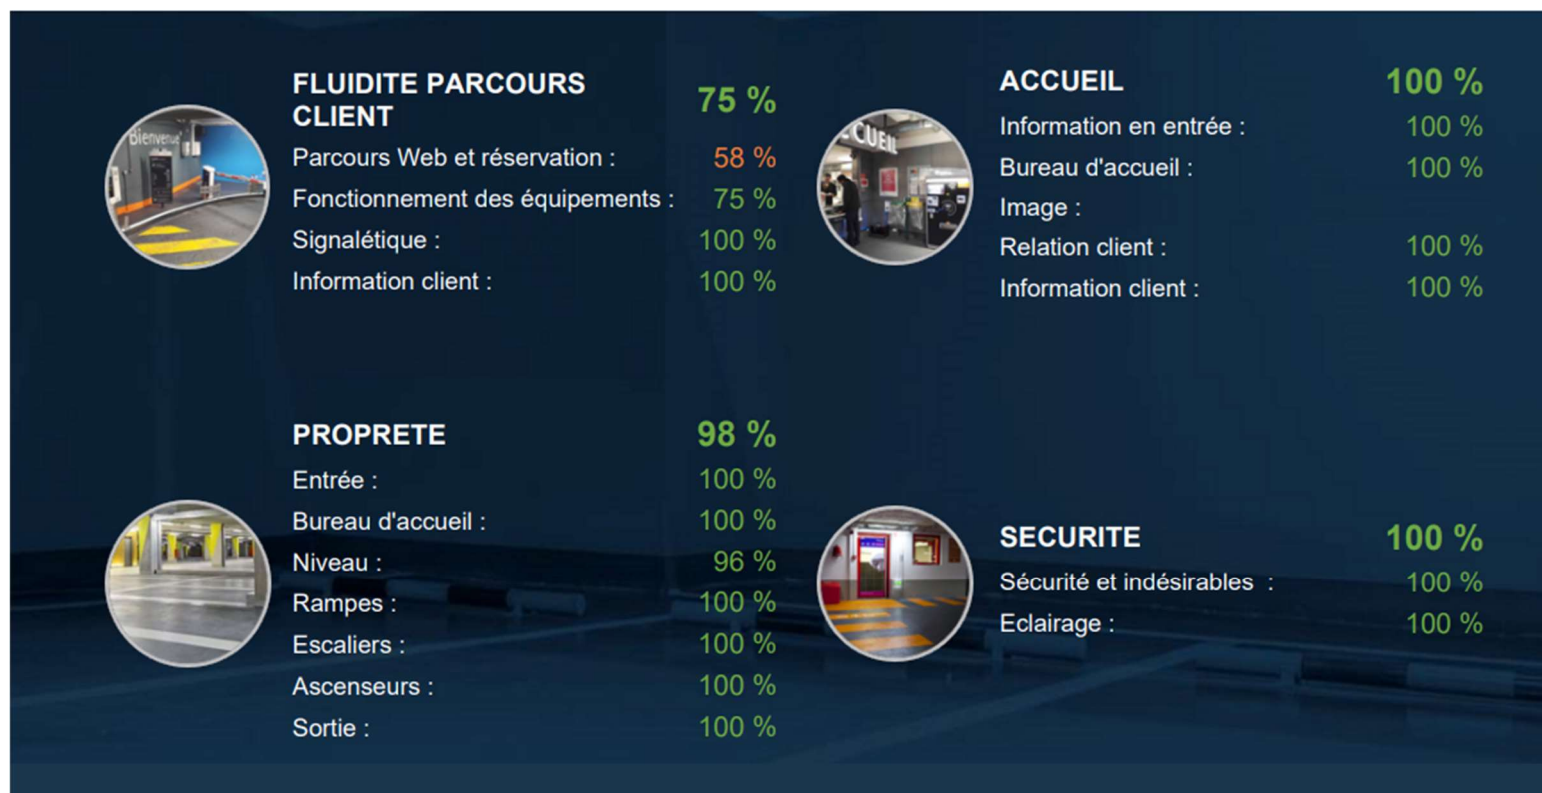 FLUIDITE PARCOURS
CLIENT
75 %
Parcours Web et réservation : 58 %
Fonctionnement des équipements : 75 %
Signalétique : 100 %
Information client : 100 %
Bienvenue
ACCUEIL 100 %
Information en entrée : 100 %
Bureau d'accueil : 100 %
Image :
Relation client : 100 %
Information client : 100 %
CUEIL
PROPRETE 98 %
Entrée : 100 %
Bureau d'accueil : 100 %
Niveau : 96 %
Rampes : 100 %
Escaliers : 100 %
Ascenseurs : 100 %
Sortie : 100 %
SECURITE 100 %
Sécurité et indésirables : 100 %
Eclairage : 100 %